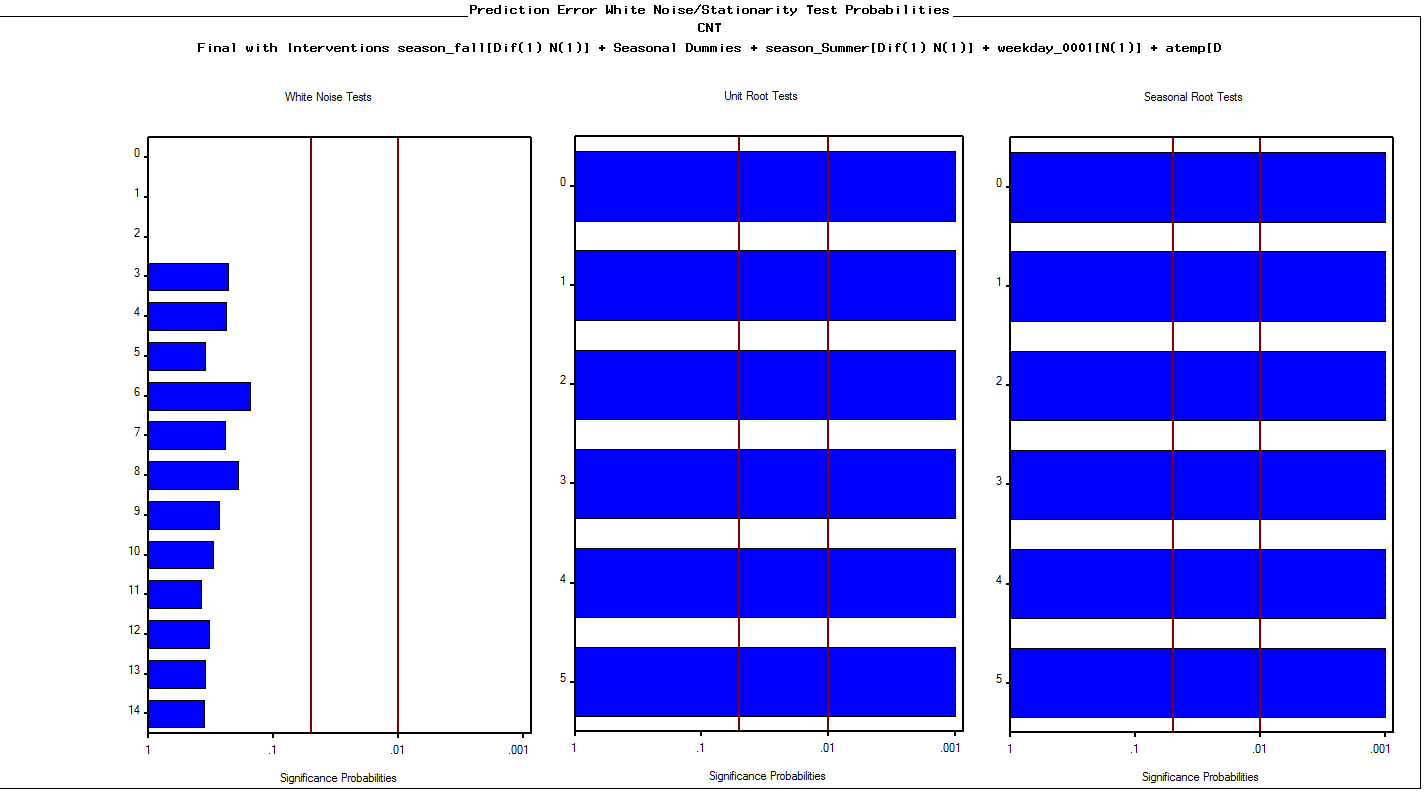 Prediction Error White Noise/Stationarity Test Probabilities
CNT
Final with Interventions season_fall[Dif(1) N(1)] + Seasonal Dummies + season_Summer[Dif(1) N(1)] + weekday_0001[N(1)] + atemp[D
White Noise Tests
0
1
2
3
4
5
6
7
8
9
10
11
12
13
14
1 .1 .01 .001
Significance Probabilities
Unit Root Tests
0
1
2
3
4
5
1 .1 .01 .001
Significance Probabilities
Seasonal Root Tests
0
1
2
3
4
5
1 .1 .01 .001
Significance Probabilities